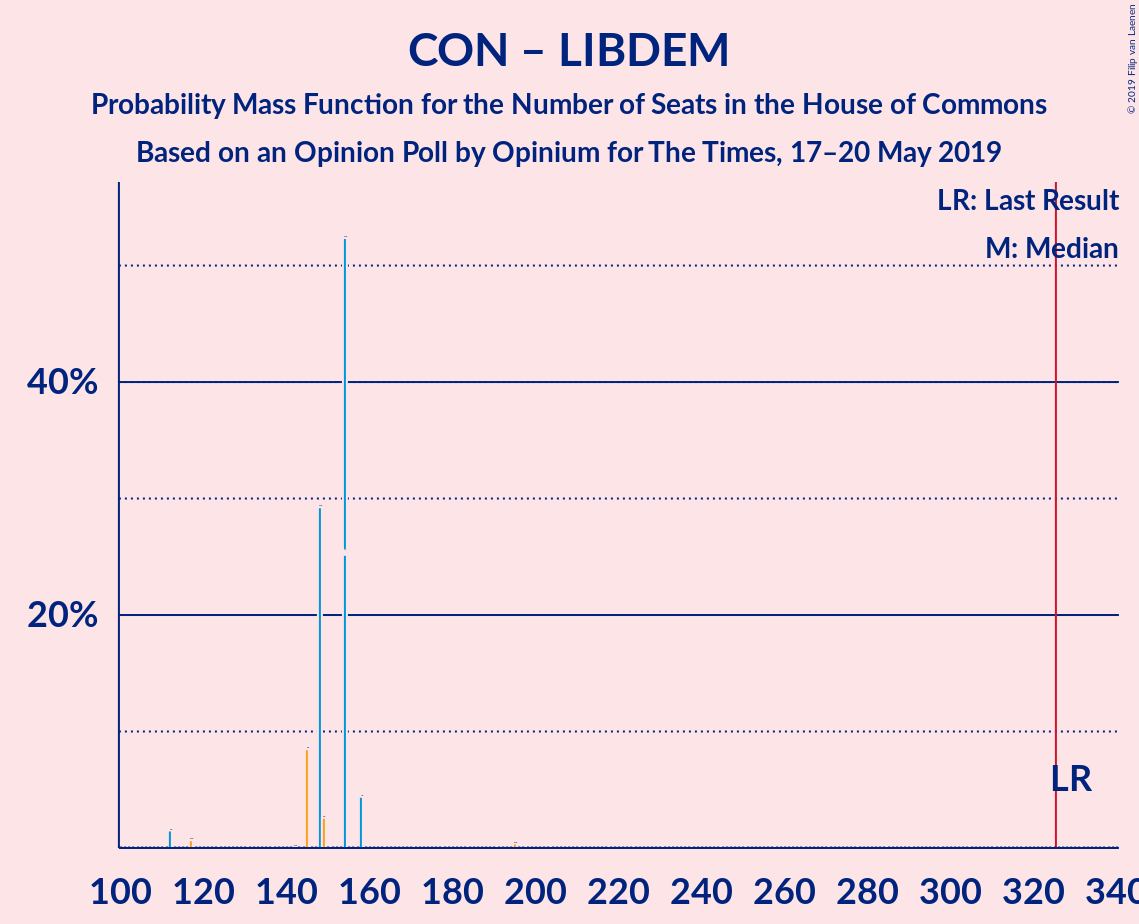 CON – LIBDEM
Probability Mass Function for the Number of Seats in the House of Commons
Based on an Opinion Poll by Opinium for The Times, 17–20 May 2019
© 2019 Filip van Laenen
LR: Last Result
M: Median
40%
20%
LR
100 120 140 160 180 200 220 240 260 280 300 320 340